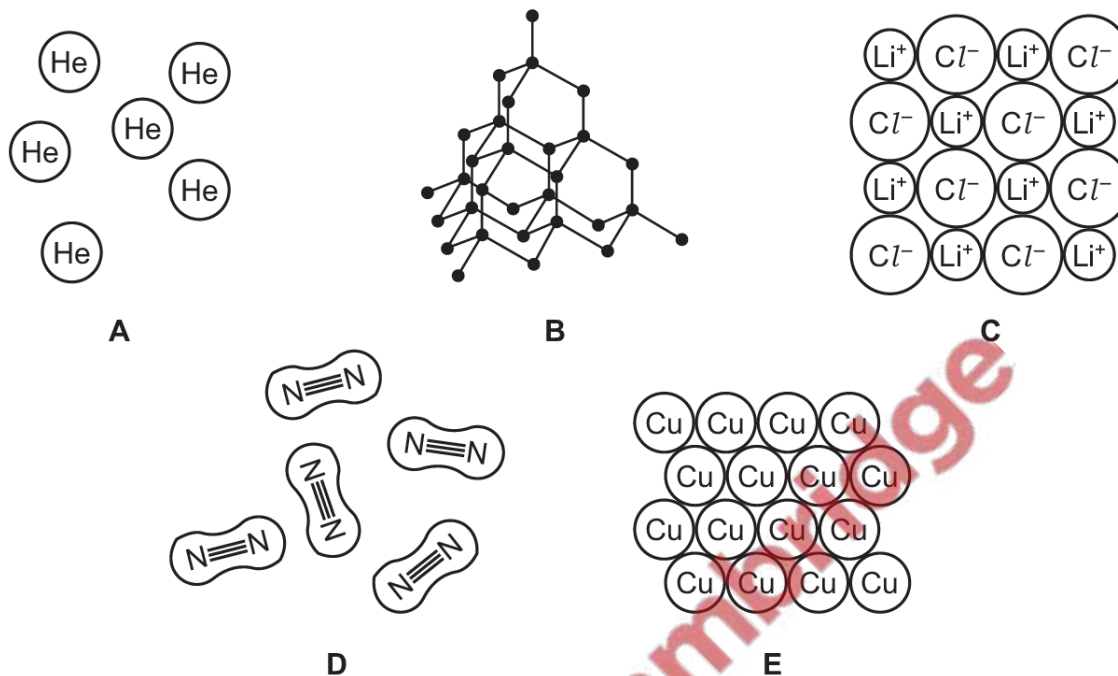 He
He
He
He
He
He
A
B
Li⁺ Cl⁻ Li⁺ Cl⁻
Cl⁻ Li⁺ Cl⁻ Li⁺
Li⁺ Cl⁻ Li⁺ Cl⁻
Cl⁻ Li⁺ Cl⁻ Li⁺
C
N≡N
N≡N
N≡N
N≡N
N≡N
D
Cu Cu Cu Cu
Cu Cu Cu Cu
Cu Cu Cu Cu
Cu Cu Cu Cu
E
mbridge